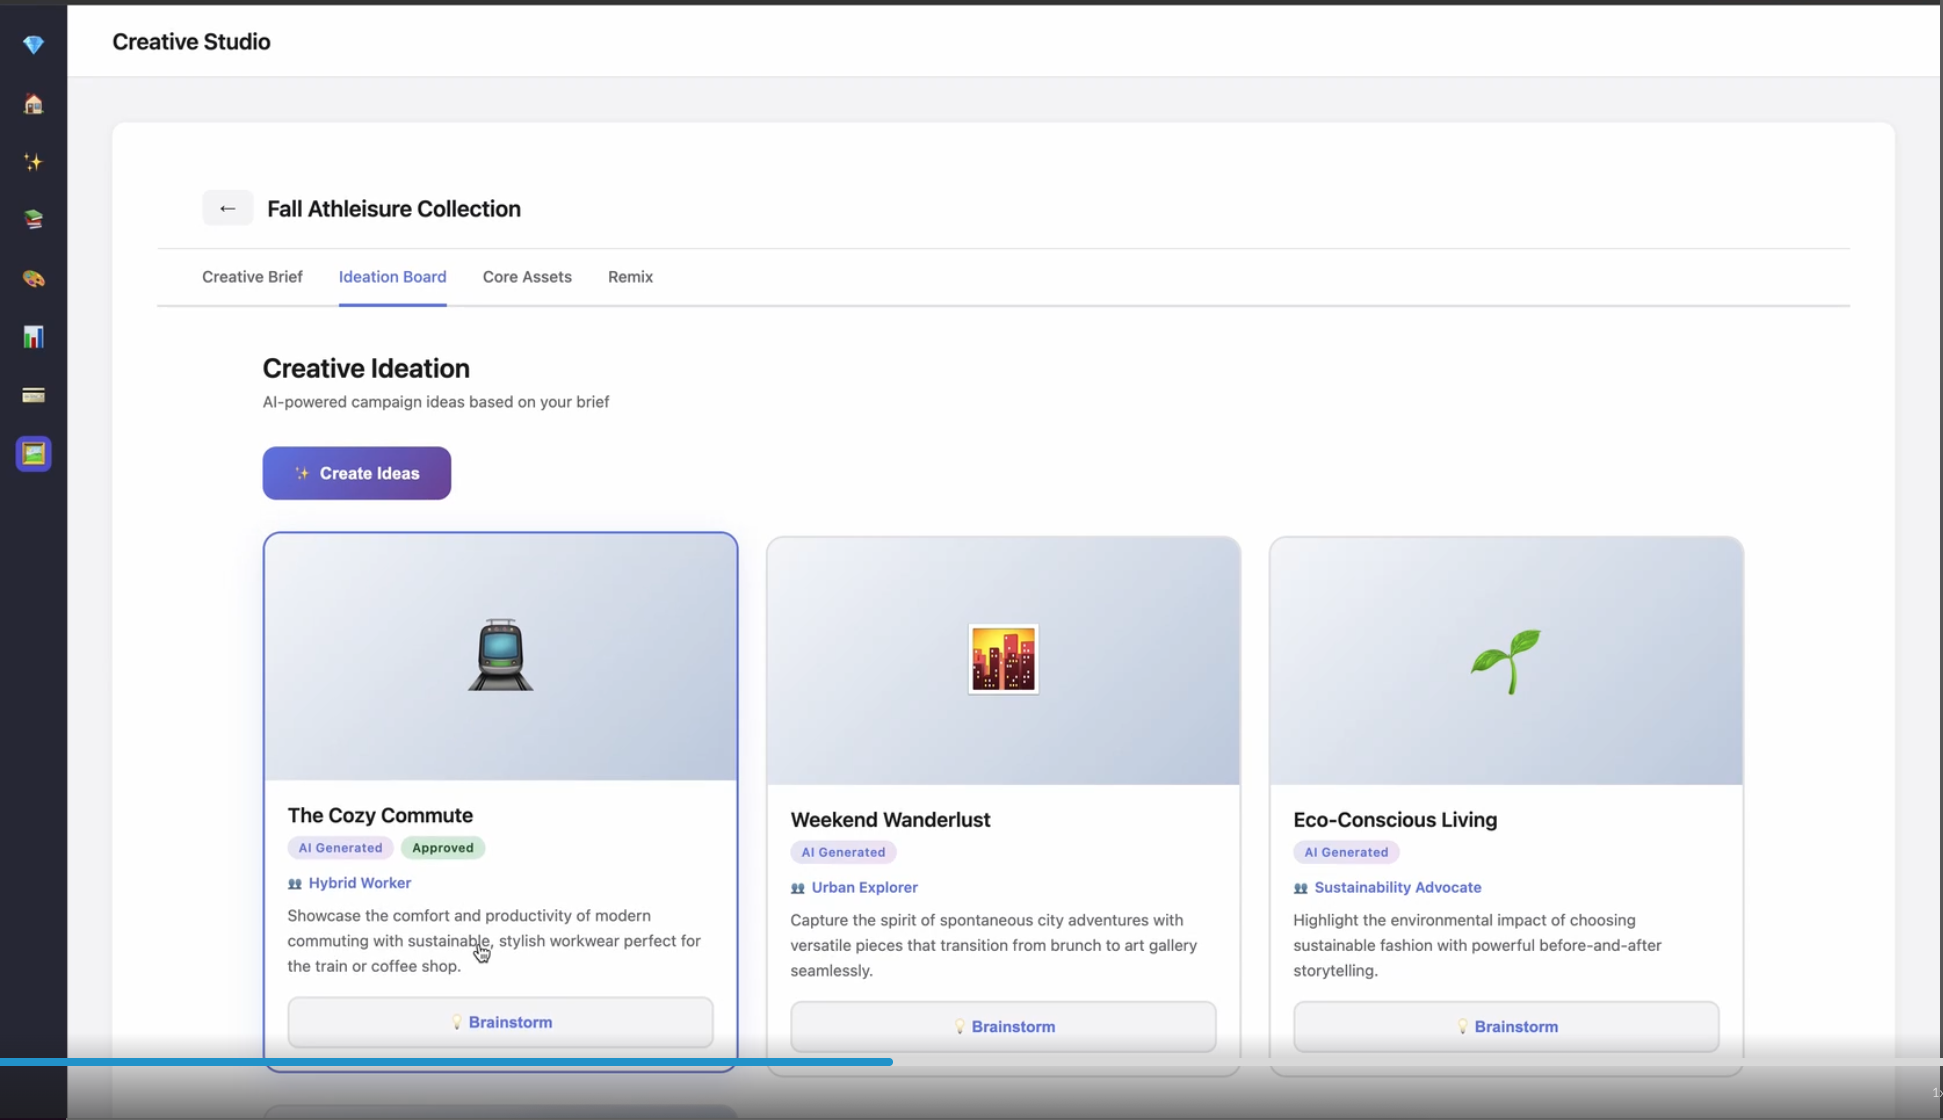 Creative Studio
← Fall Athleisure Collection
Creative Brief Ideation Board Core Assets Remix
Creative Ideation
AI-powered campaign ideas based on your brief
Create Ideas
The Cozy Commute
AI Generated Approved
Hybrid Worker
Showcase the comfort and productivity of modern
commuting with sustainable, stylish workwear perfect for
the train or coffee shop.
Brainstorm
Weekend Wanderlust
AI Generated
Urban Explorer
Capture the spirit of spontaneous city adventures with
versatile pieces that transition from brunch to art gallery
seamlessly.
Brainstorm
Eco-Conscious Living
AI Generated
Sustainability Advocate
Highlight the environmental impact of choosing
sustainable fashion with powerful before-and-after
storytelling.
Brainstorm